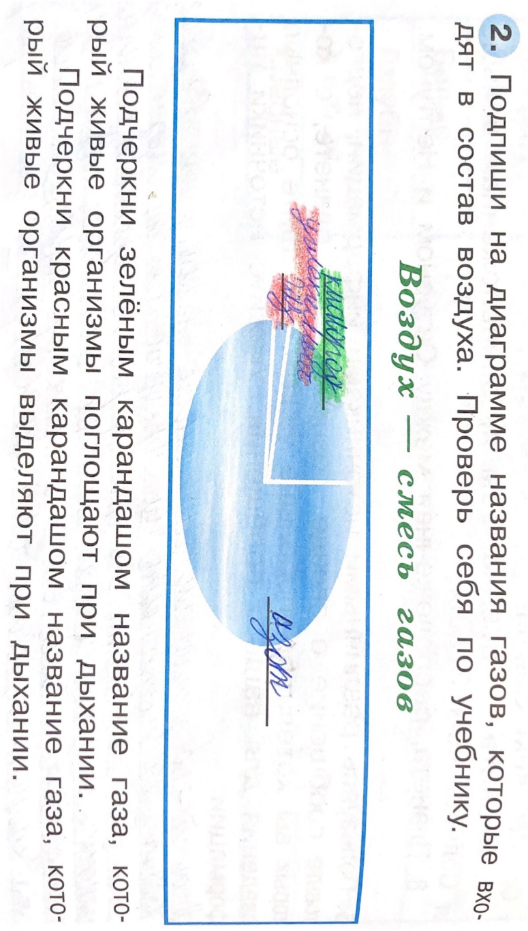 2. Подпиши на диаграмме названия газов, которые вхо-
дят в состав воздуха. Проверь себя по учебнику.
Воздух — смесь газов
кислород
углекислый
газ
азот
Подчеркни зелёным карандашом название газа, кото-
рый живые организмы поглощают при дыхании.
Подчеркни красным карандашом название газа, кото-
рый живые организмы выделяют при дыхании.